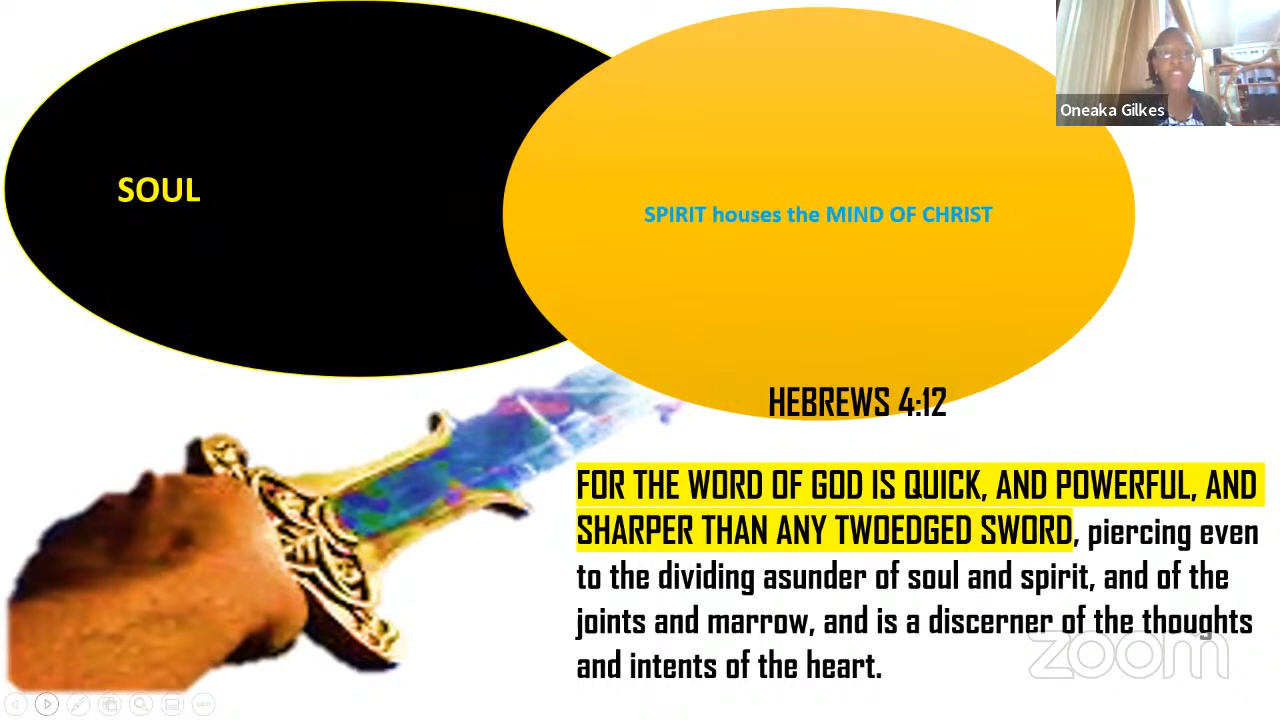 Oneaka Gilkes
SOUL
SPIRIT houses the MIND OF CHRIST
HEBREWS 4:12
FOR THE WORD OF GOD IS QUICK, AND POWERFUL, AND
SHARPER THAN ANY TWOEDGED SWORD, piercing even
to the dividing asunder of soul and spirit, and of the
joints and marrow, and is a discerner of the thoughts
and intents of the heart.
zoom